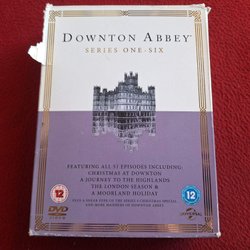 DOWNTON ABBEY
SERIES ONE-SIX
FEATURING ALL 52 EPISODES INCLUDING:
CHRISTMAS AT DOWNTON
A JOURNEY TO THE HIGHLANDS
THE LONDON SEASON &
A MOORLAND HOLIDAY
12
12
DVD
VIDEO
UNIVERSAL